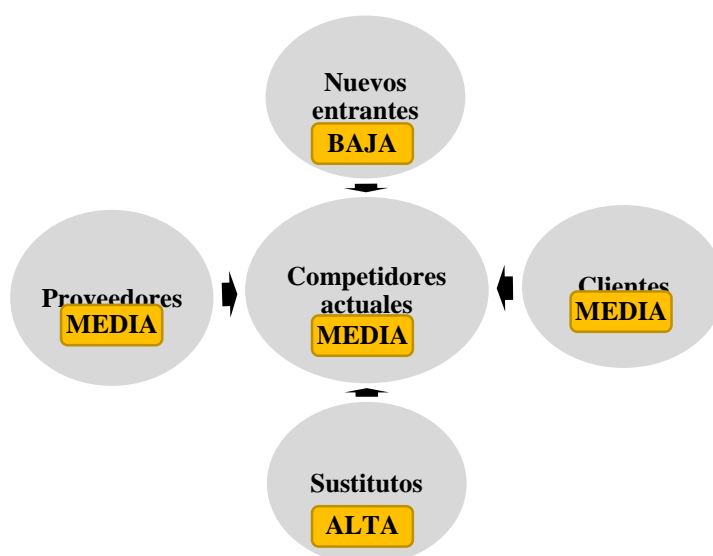 Nuevos
entrantes
BAJA
Proveedores
MEDIA
Competidores
actuales
MEDIA
Clientes
MEDIA
Sustitutos
ALTA